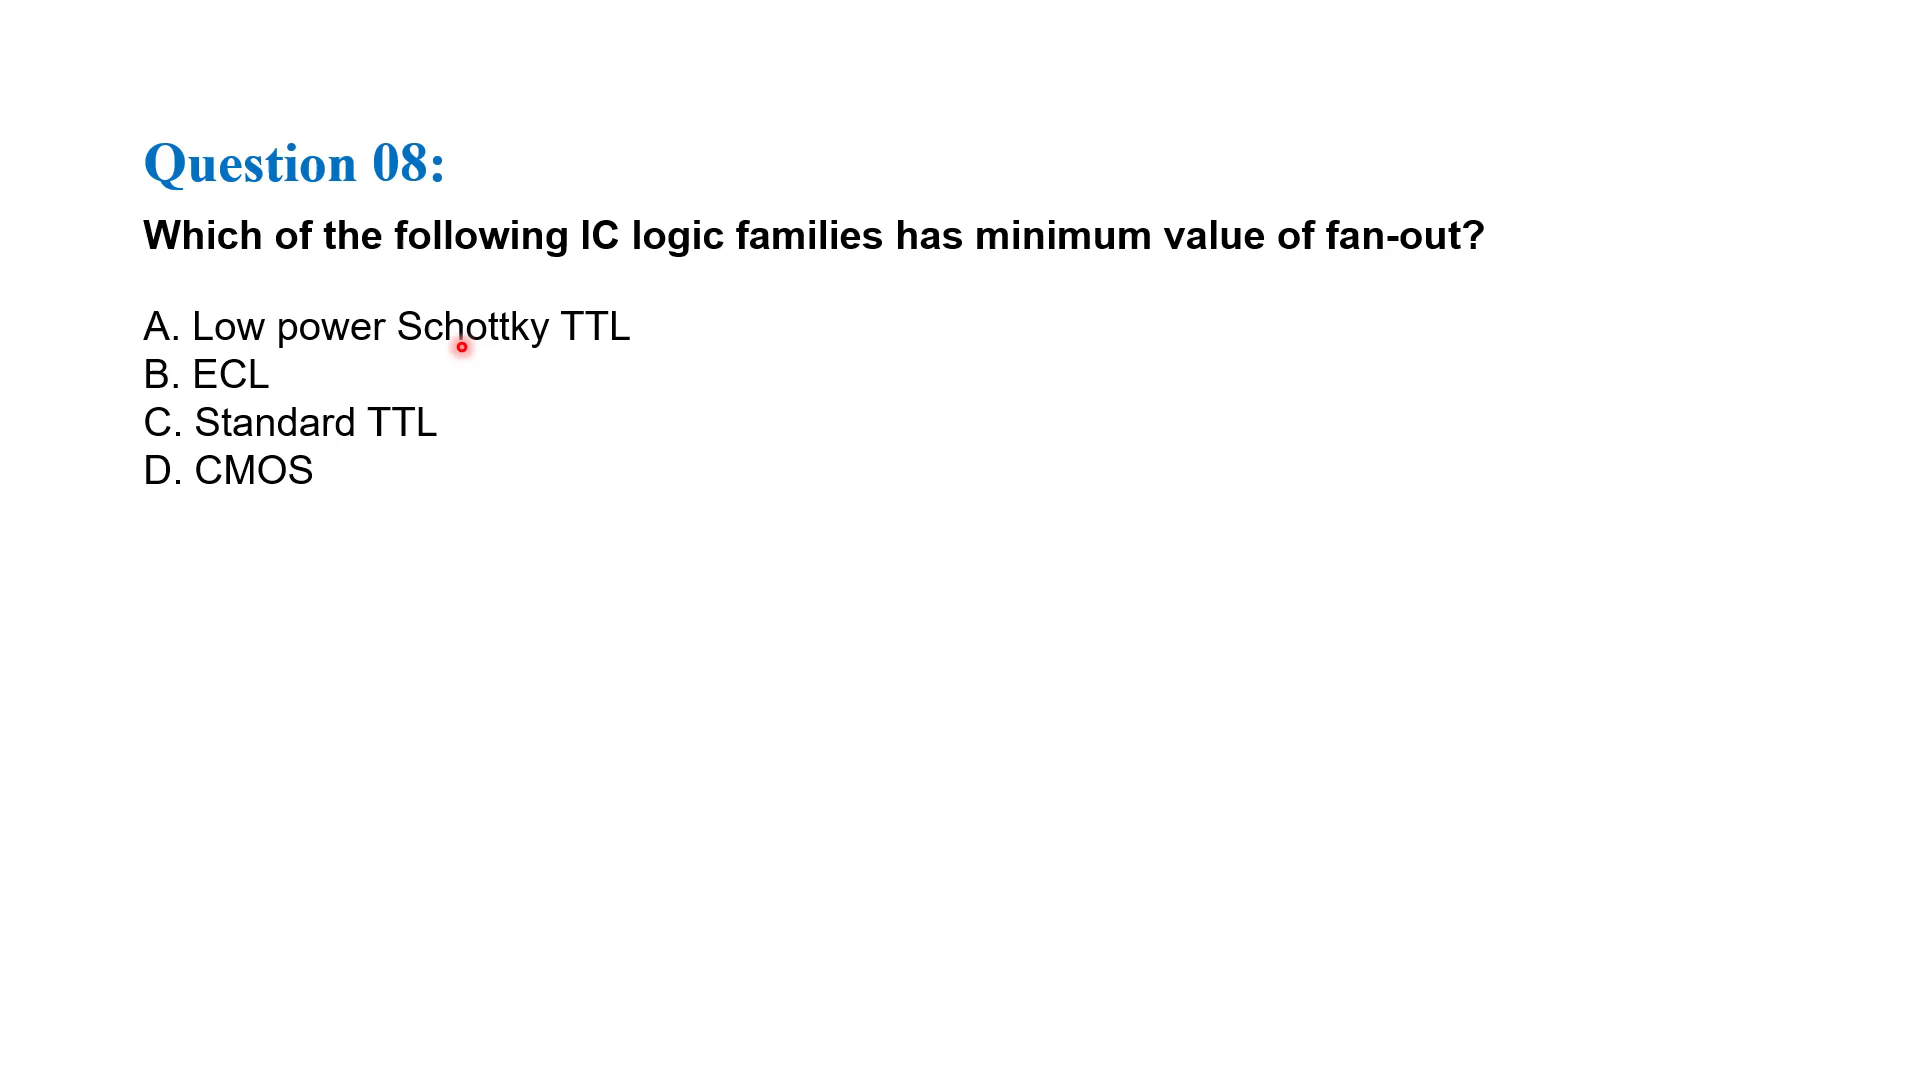 Question 08:
Which of the following IC logic families has minimum value of fan-out?
A. Low power Schottky TTL
B. ECL
C. Standard TTL
D. CMOS